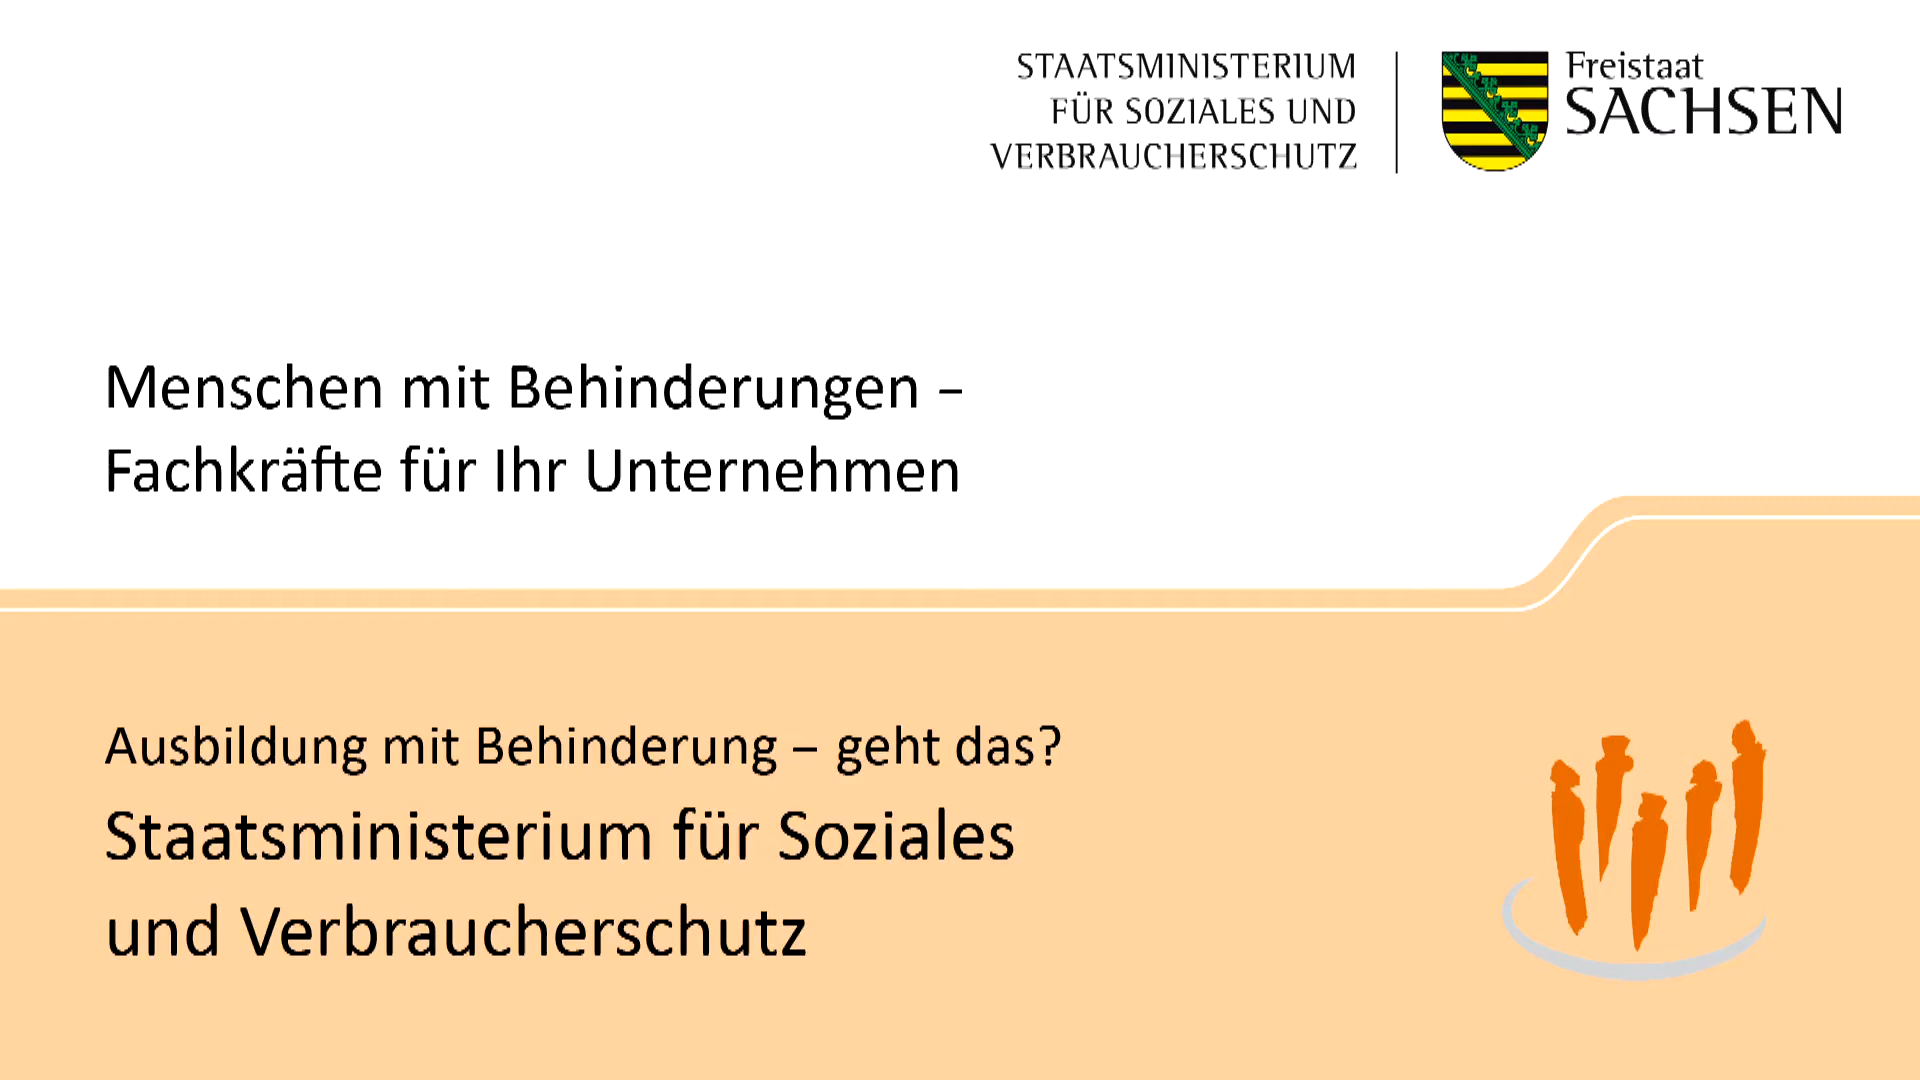 STAATSMINISTERIUM
FÜR SOZIALES UND
VERBRAUCHERSCHUTZ
Freistaat
SACHSEN
Menschen mit Behinderungen –
Fachkräfte für Ihr Unternehmen
Ausbildung mit Behinderung – geht das?
Staatsministerium für Soziales
und Verbraucherschutz